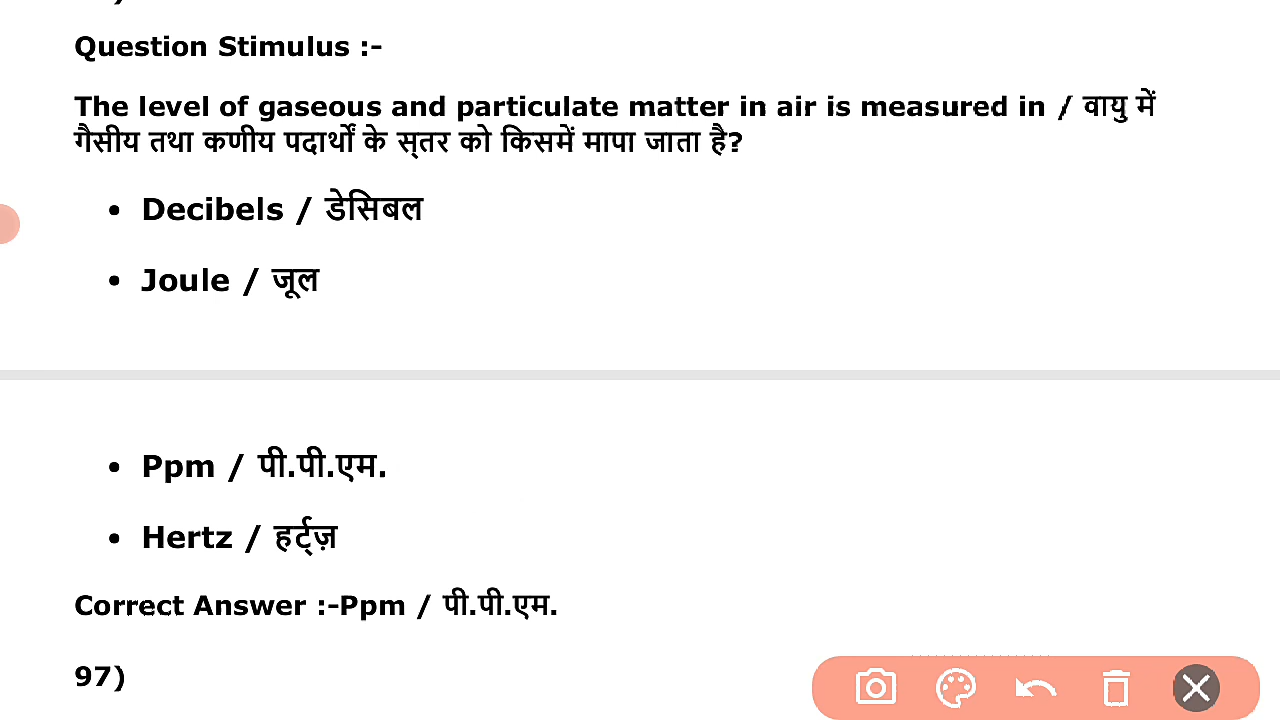 Question Stimulus :-
The level of gaseous and particulate matter in air is measured in / वायु में
गैसीय तथा कणीय पदार्थों के स्तर को किसमें मापा जाता है?
• Decibels / डेसिबल
• Joule / जूल
• Ppm / पी.पी.एम.
• Hertz / हर्ट्ज़
Correct Answer :-Ppm / पी.पी.एम.
97)